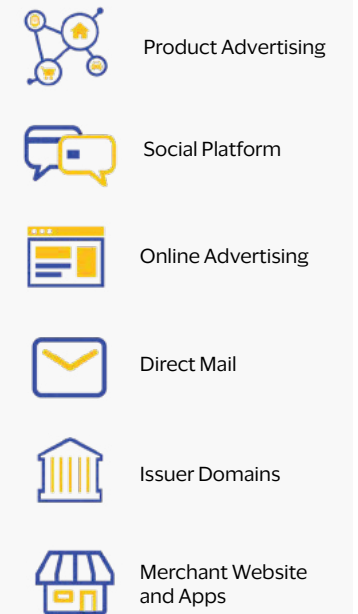 Product Advertising
Social Platform
Online Advertising
Direct Mail
Issuer Domains
Merchant Website
and Apps